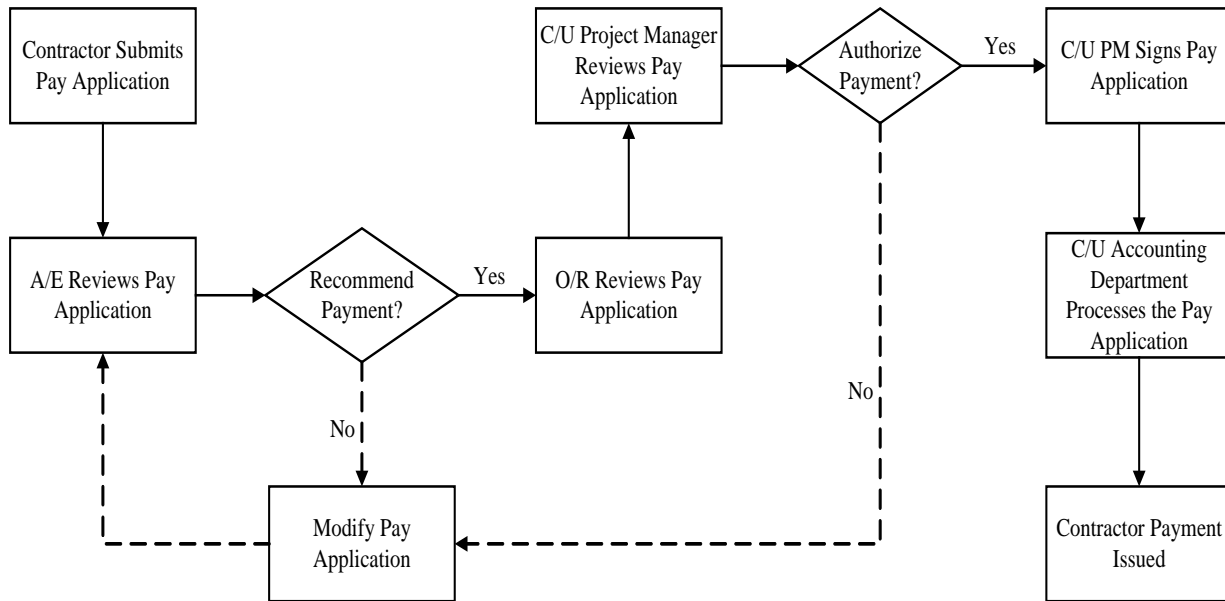 Contractor Submits
Pay Application
C/U Project Manager
Reviews Pay
Application
Authorize
Payment?
Yes
C/U PM Signs Pay
Application
A/E Reviews Pay
Application
Recommend
Payment?
Yes
O/R Reviews Pay
Application
C/U Accounting
Department
Processes the Pay
Application
No
No
Modify Pay
Application
Contractor Payment
Issued